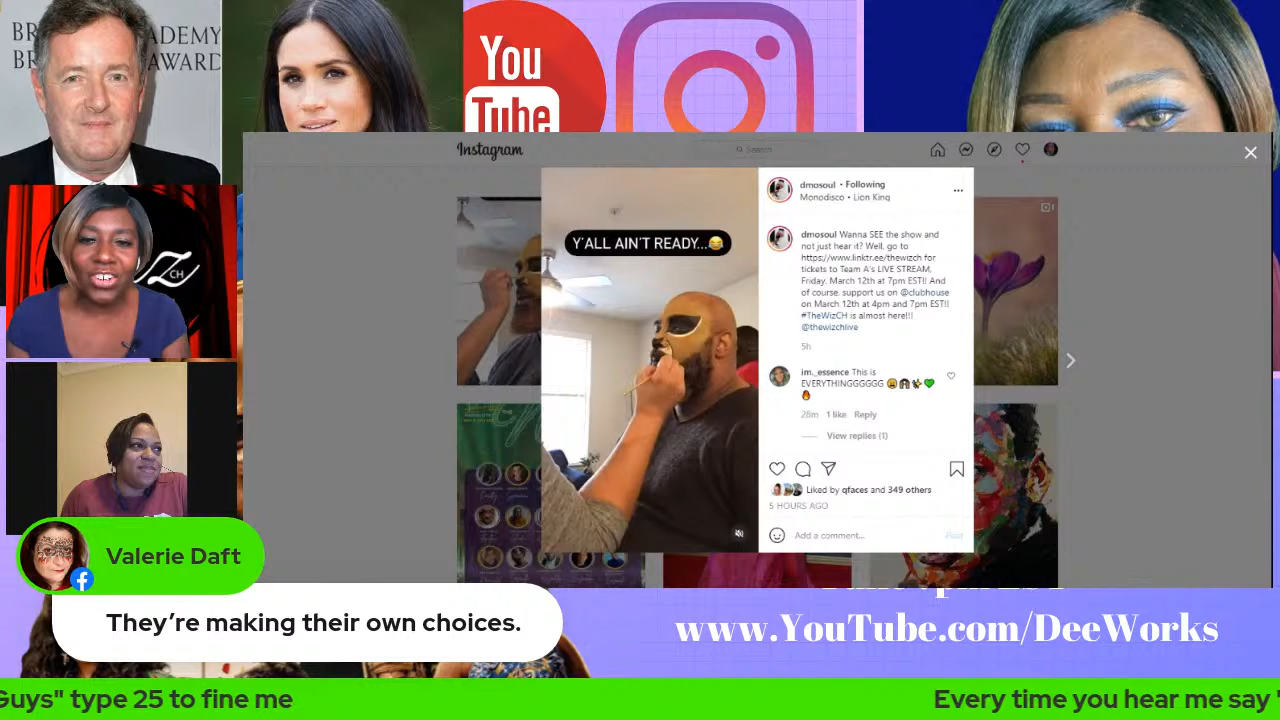 BR
ADEMY
BR
AWARD
You
Tube
Instagram
Search
CH
Y'ALL AIN'T READY...😂
dmosoul • Following
Monodisco • Lion King
dmosoul Wanna SEE the show and
not just hear it? Well, go to
https://www.linktr.ee/thewizch for
tickets to Team A's LIVE STREAM,
Friday, March 12th at 7pm EST!! And
of course, support us on @clubhouse
on March 12th at 4pm and 7pm EST!!
#TheWizCH is almost here!!!
@thewizchlive
5h
im._essence This is
EVERYTHINGGGGGG
28m 1 like Reply
View replies (1)
Liked by qfaces and 349 others
5 HOURS AGO
Add a comment...
Post
Valerie Daft
They're making their own choices.
www.YouTube.com/DeeWorks
Guys" type 25 to fine me
Every time you hear me say "